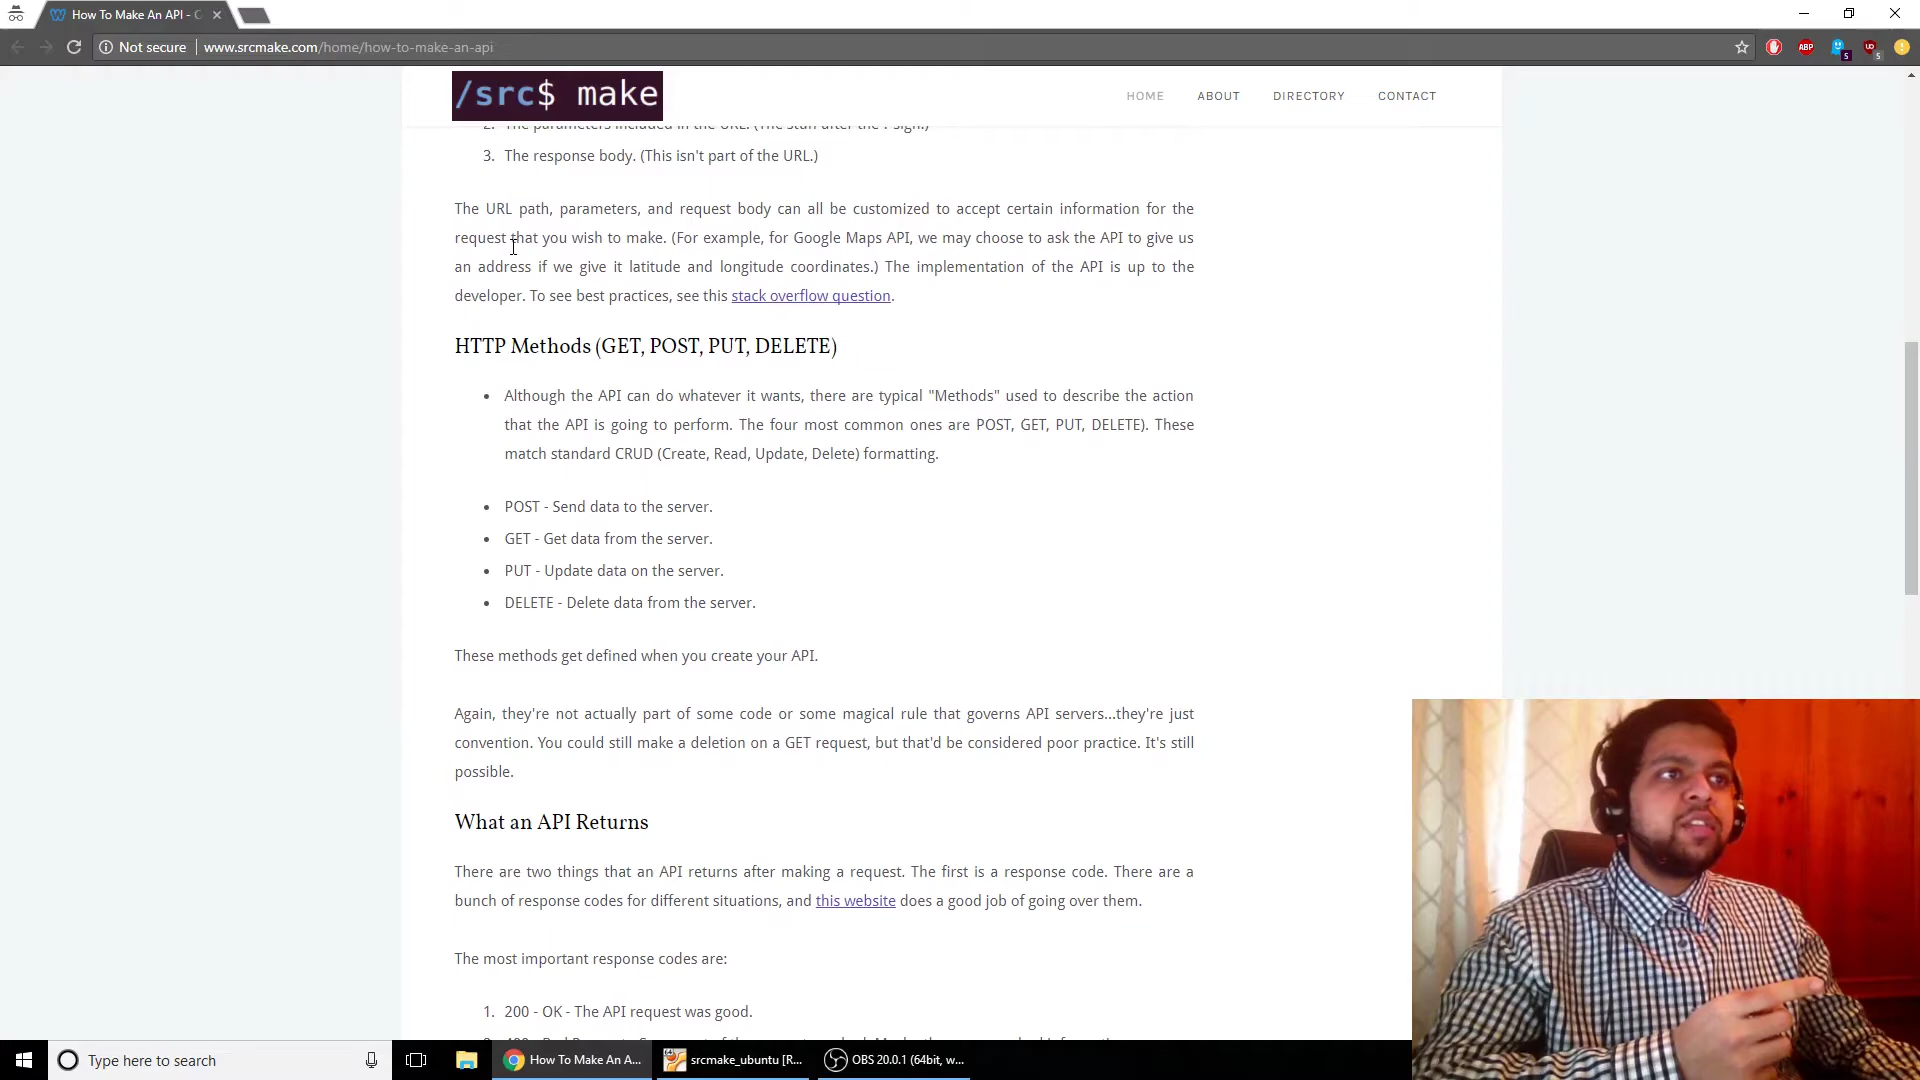 How To Make An API - C
Not secure
www.srcmake.com/home/how-to-make-an-api
ABP
5
5
/src$ make
HOME
ABOUT
DIRECTORY
CONTACT
2. The parameters included in the URL. (The stuff after the ? sign.)
3. The response body. (This isn't part of the URL.)
The URL path, parameters, and request body can all be customized to accept certain information for the
request that you wish to make. (For example, for Google Maps API, we may choose to ask the API to give us
an address if we give it latitude and longitude coordinates.) The implementation of the API is up to the
developer. To see best practices, see this stack overflow question.
HTTP Methods (GET, POST, PUT, DELETE)
• Although the API can do whatever it wants, there are typical "Methods" used to describe the action
that the API is going to perform. The four most common ones are POST, GET, PUT, DELETE). These
match standard CRUD (Create, Read, Update, Delete) formatting.
• POST - Send data to the server.
• GET - Get data from the server.
• PUT - Update data on the server.
• DELETE - Delete data from the server.
These methods get defined when you create your API.
Again, they're not actually part of some code or some magical rule that governs API servers...they're just
convention. You could still make a deletion on a GET request, but that'd be considered poor practice. It's still
possible.
What an API Returns
There are two things that an API returns after making a request. The first is a response code. There are a
bunch of response codes for different situations, and this website does a good job of going over them.
The most important response codes are:
1. 200 - OK - The API request was good.
Type here to search
How To Make An A...
srcmake_ubuntu [R...
OBS 20.0.1 (64bit, w...